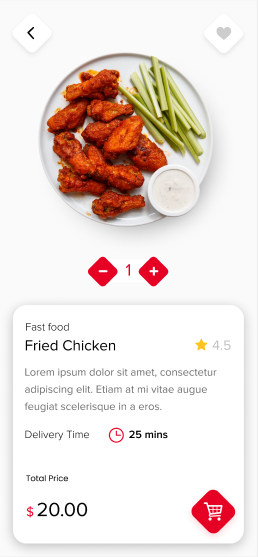 1
Fast food
Fried Chicken 4.5
Lorem ipsum dolor sit amet, consectetur
adipiscing elit. Etiam at mi vitae augue
feugiat scelerisque in a eros.
Delivery Time 25 mins
Total Price
$ 20.00